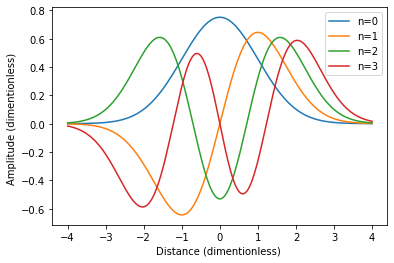 0.8
0.6
0.4
0.2
0.0
−0.2
−0.4
−0.6
Amplitude (dimentionless)
n=0
n=1
n=2
n=3
−4 −3 −2 −1 0 1 2 3 4
Distance (dimentionless)